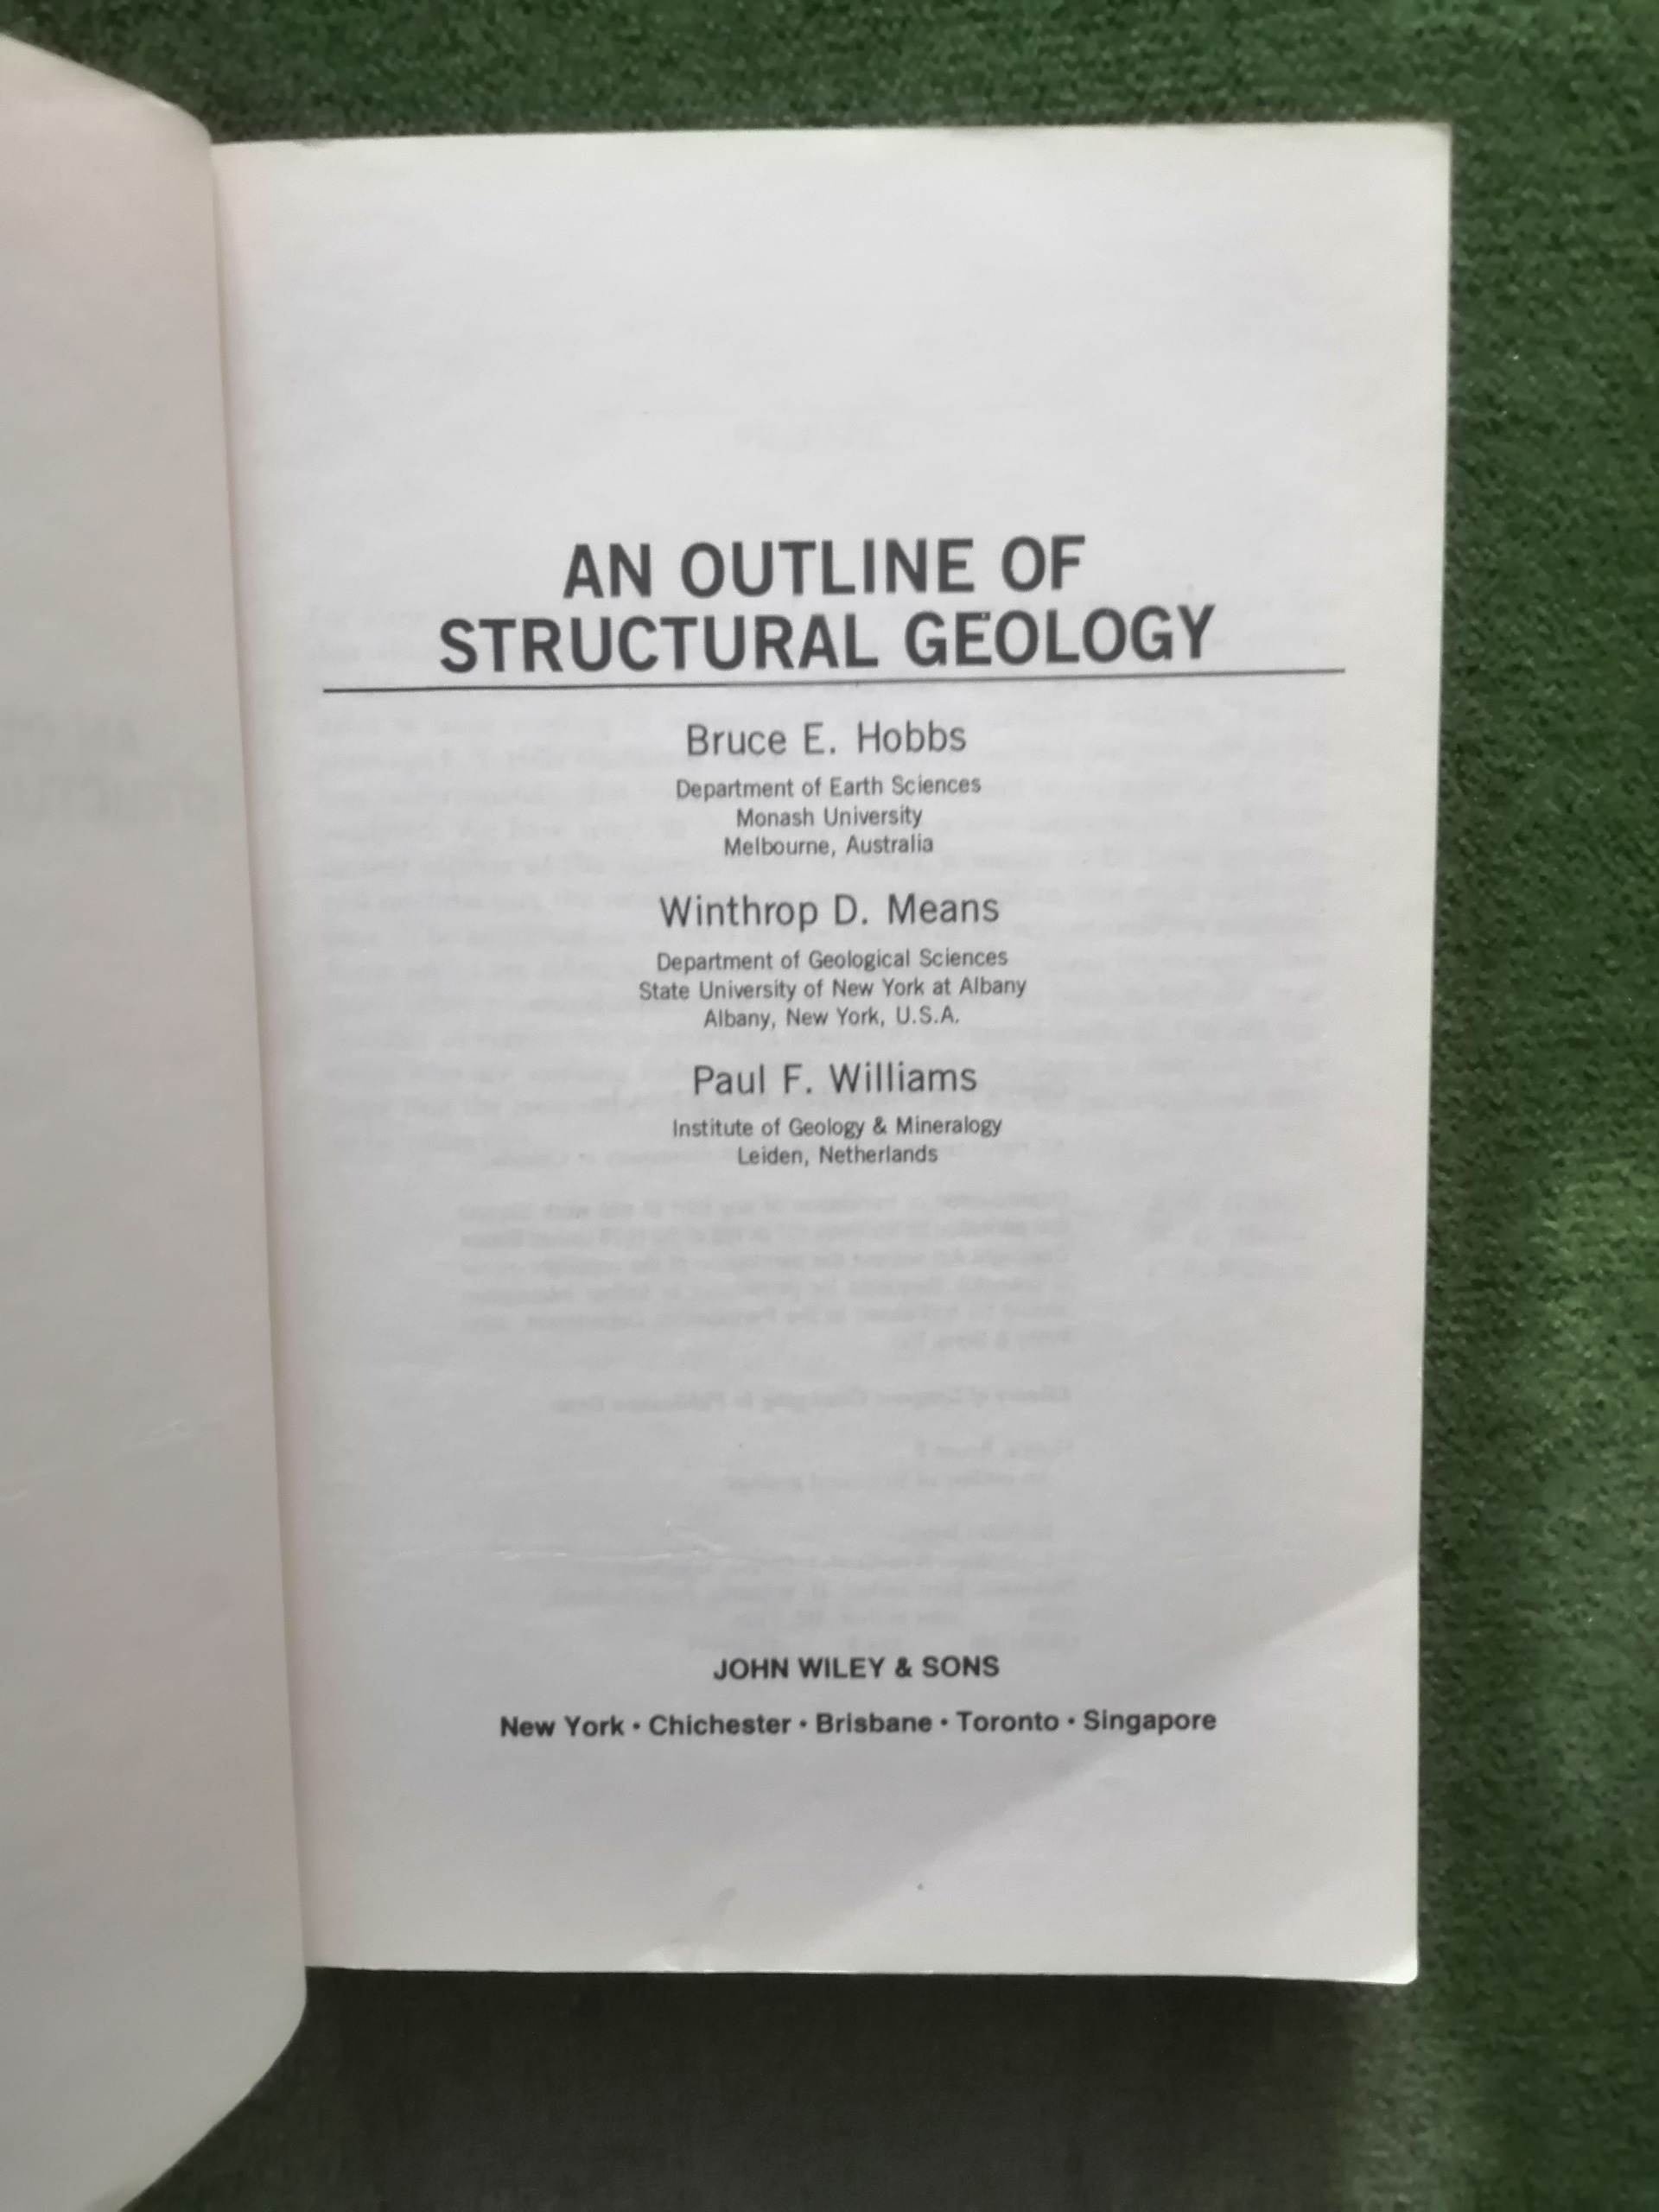 AN OUTLINE OF
STRUCTURAL GEOLOGY
Bruce E. Hobbs
Department of Earth Sciences
Monash University
Melbourne, Australia
Winthrop D. Means
Department of Geological Sciences
State University of New York at Albany
Albany, New York, U.S.A.
Paul F. Williams
Institute of Geology & Mineralogy
Leiden, Netherlands
JOHN WILEY & SONS
New York • Chichester • Brisbane • Toronto • Singapore